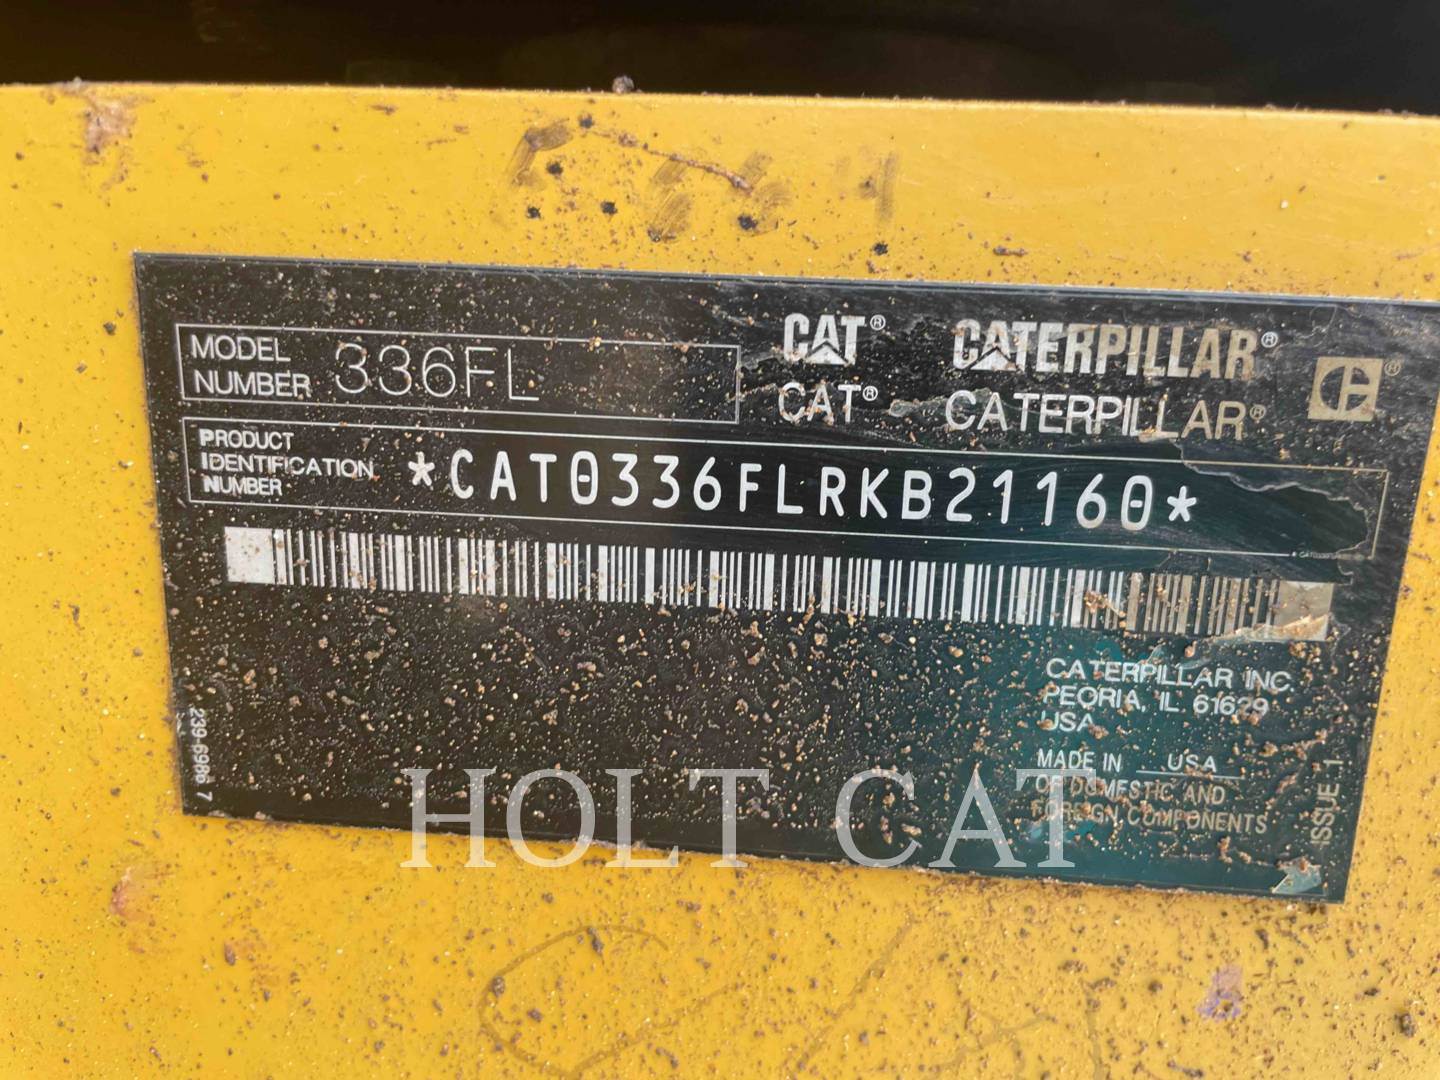 MODEL NUMBER 336FL
CAT® CATERPILLAR®
CAT® CATERPILLAR®
PRODUCT
IDENTIFICATION
NUMBER
*CAT0336FLRKB21160*
CATERPILLAR INC.
PEORIA, IL 61629
USA
MADE IN USA
OF DOMESTIC AND
FOREIGN COMPONENTS
ISSUE 1
239-6986 7
HOLT CAT